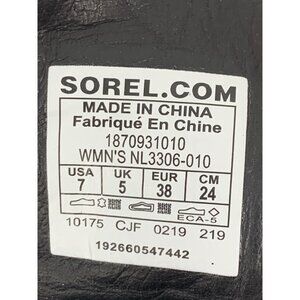 SOREL.COM
MADE IN CHINA
Fabriqué En Chine
1870931010
WMN'S NL3306-010
USA UK EUR CM
7 5 38 24
ECA-5
10175 CJF 0219 219
192660547442